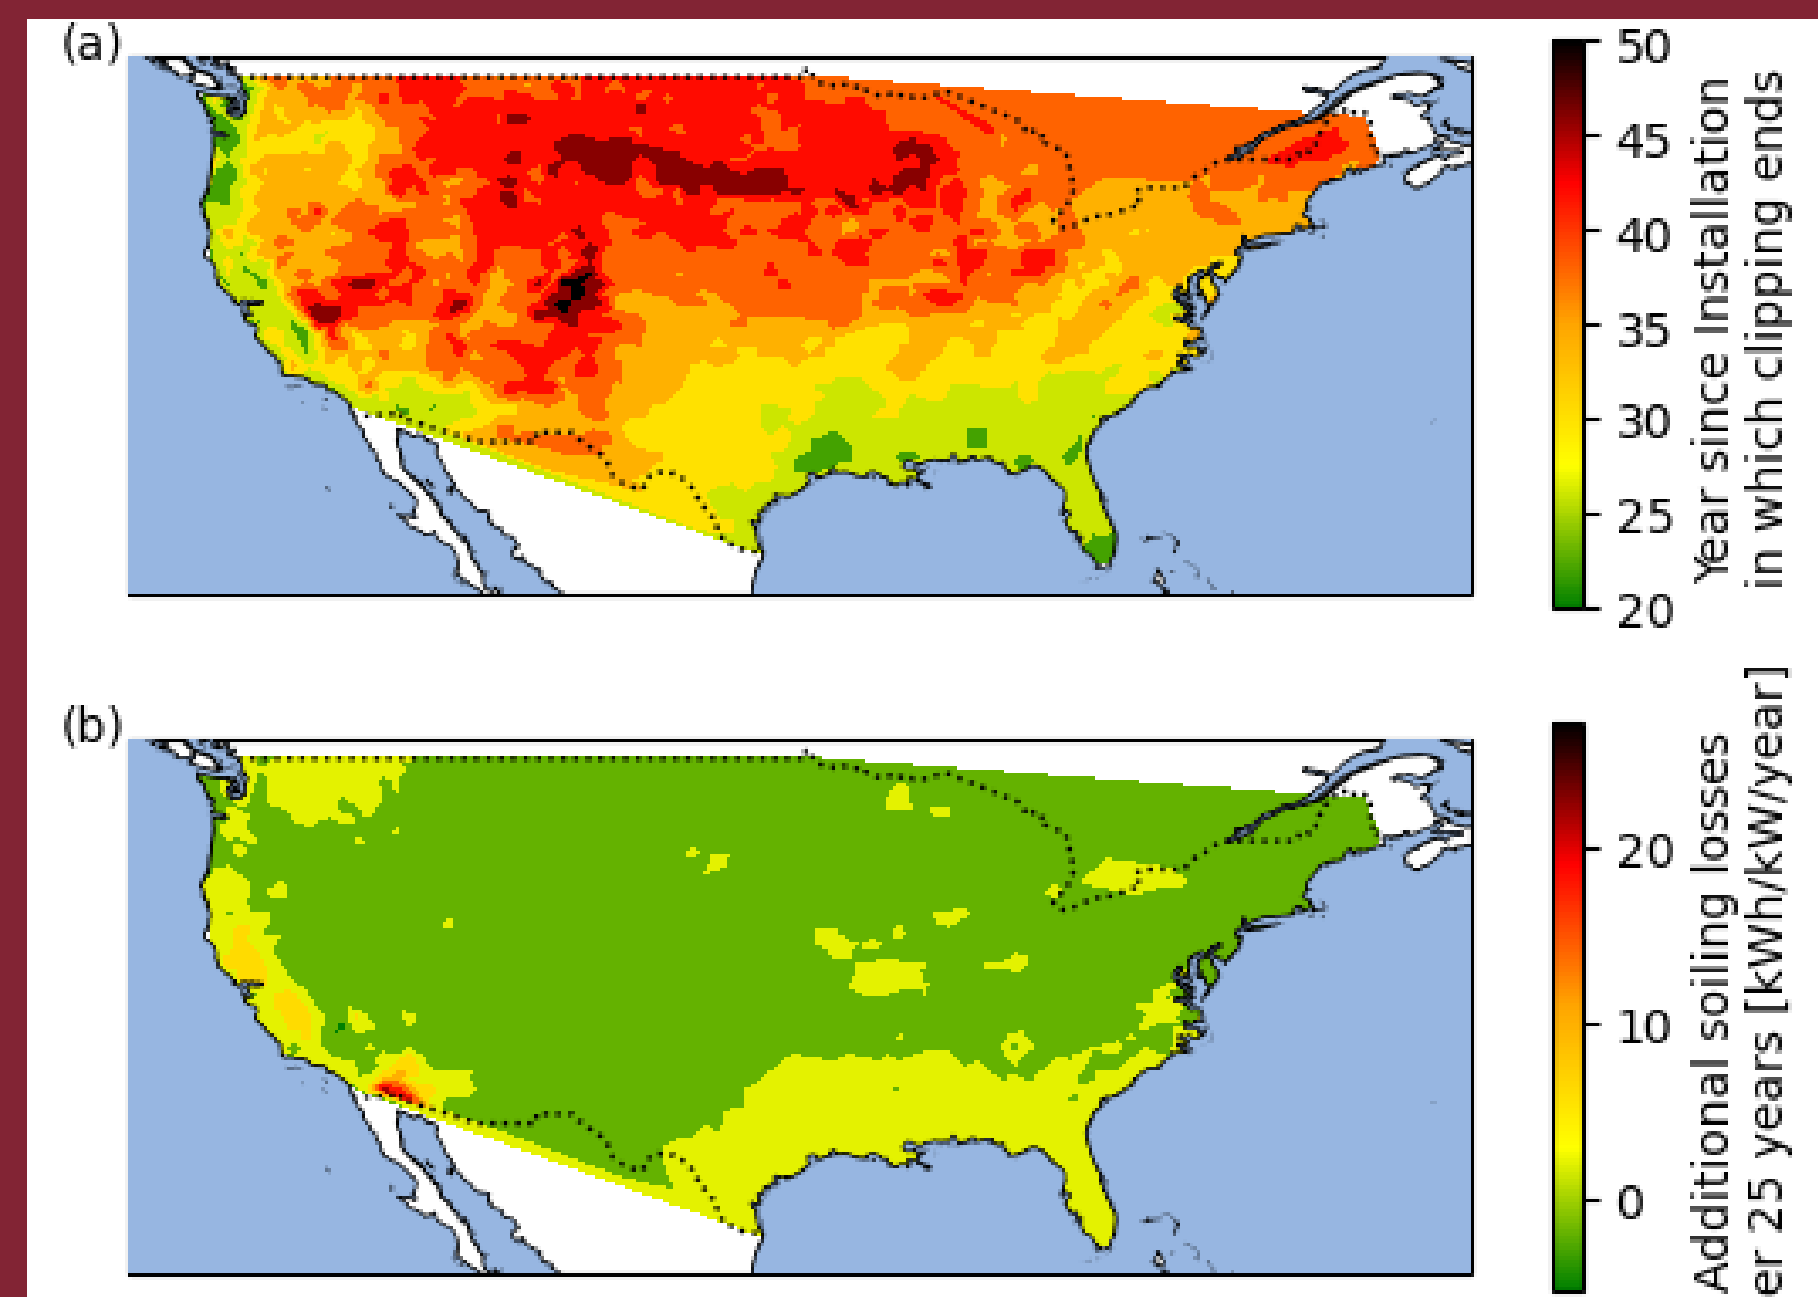 (a)
50
45
40
35
30
25
20
Year since Installation
in which clipping ends
(b)
20
10
0
Additional soiling losses
er 25 years [kWh/kW/year]